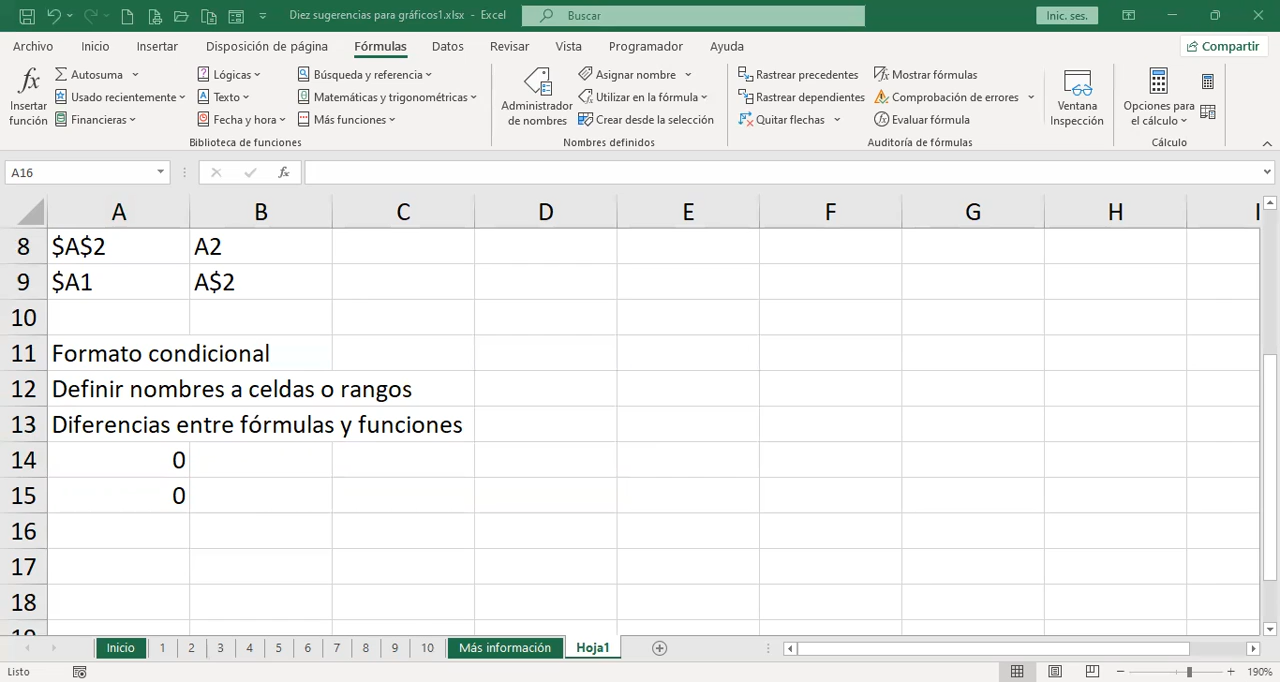 Diez sugerencias para gráficos1.xlsx - Excel
Buscar
Inic. ses.
Archivo Inicio Insertar Disposición de página Fórmulas Datos Revisar Vista Programador Ayuda
Compartir
fx Insertar función
Autosuma
Usado recientemente
Financieras
Lógicas
Texto
Fecha y hora
Búsqueda y referencia
Matemáticas y trigonométricas
Más funciones
Biblioteca de funciones
Administrador de nombres
Asignar nombre
Utilizar en la fórmula
Crear desde la selección
Nombres definidos
Rastrear precedentes
Rastrear dependientes
Quitar flechas
Mostrar fórmulas
Comprobación de errores
Evaluar fórmula
Auditoría de fórmulas
Ventana Inspección
Opciones para el cálculo
Cálculo
A16
fx
A B C D E F G H I
8 $A$2 A2
9 $A1 A$2
10
11 Formato condicional
12 Definir nombres a celdas o rangos
13 Diferencias entre fórmulas y funciones
14 0
15 0
16
17
18
19
Inicio 1 2 3 4 5 6 7 8 9 10 Más información Hoja1
Listo
190%